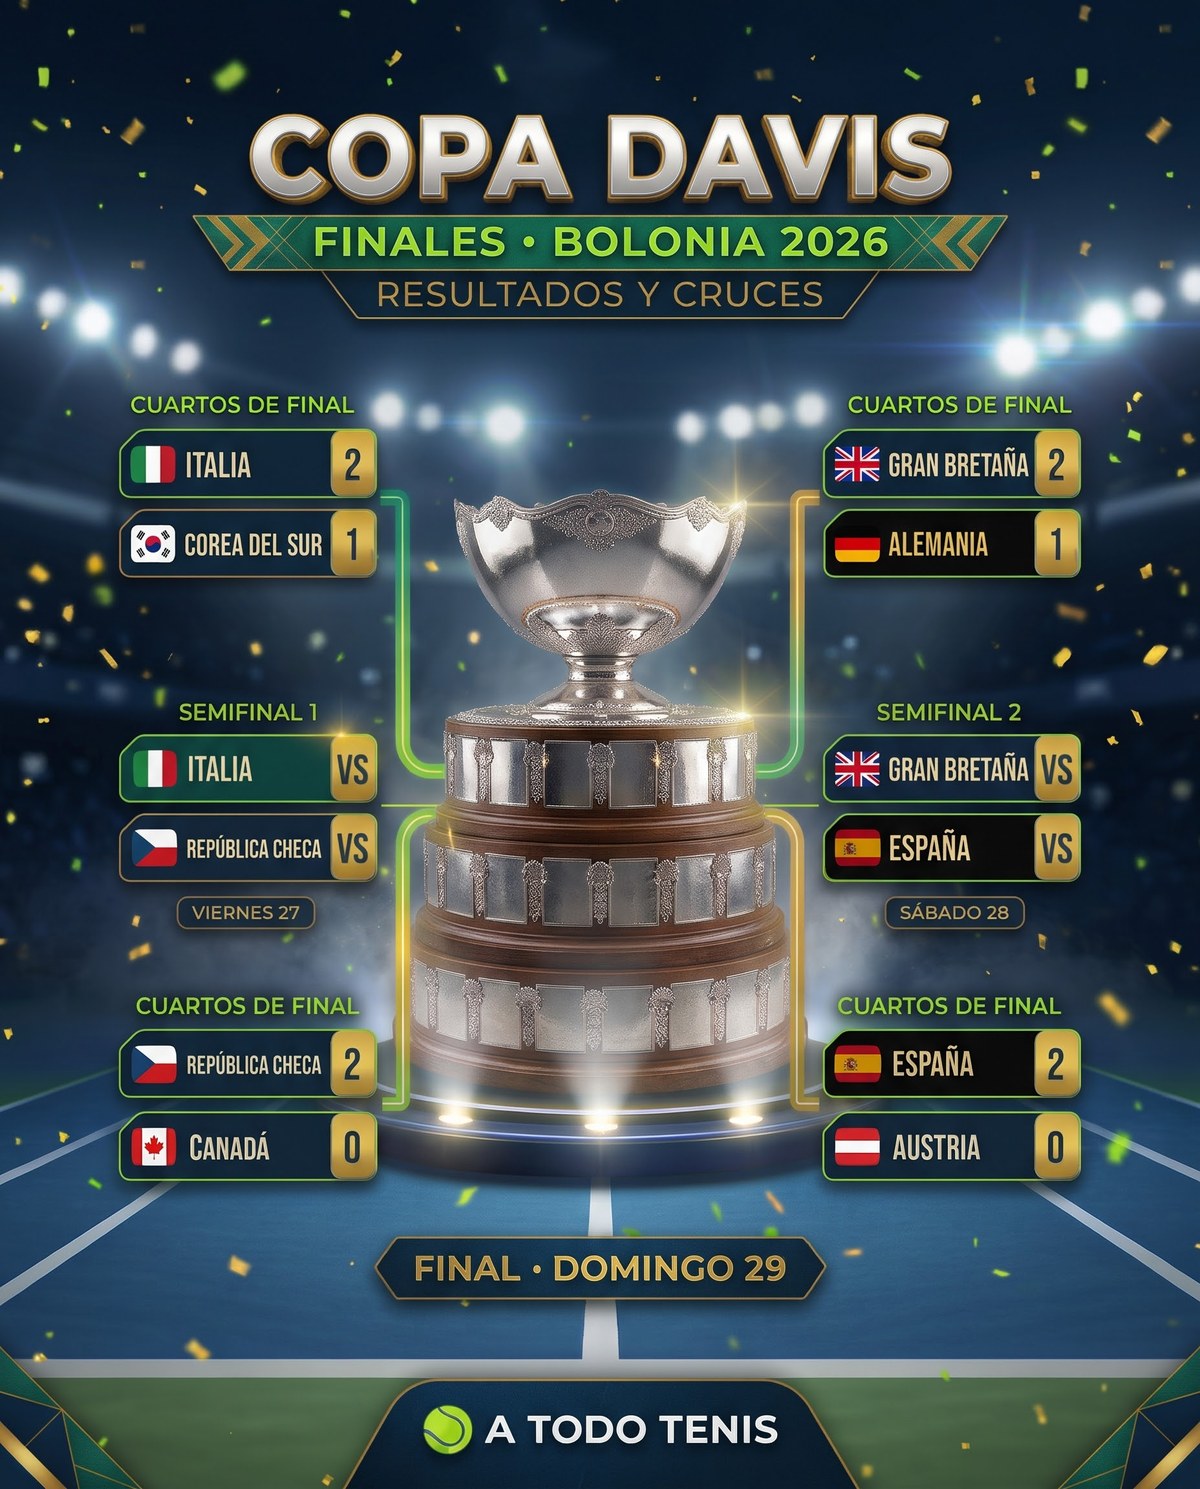 COPA DAVIS
FINALES • BOLONIA 2026
RESULTADOS Y CRUCES
CUARTOS DE FINAL
ITALIA 2
COREA DEL SUR 1
CUARTOS DE FINAL
GRAN BRETAÑA 2
ALEMANIA 1
SEMIFINAL 1
ITALIA VS
REPÚBLICA CHECA VS
VIERNES 27
SEMIFINAL 2
GRAN BRETAÑA VS
ESPAÑA VS
SÁBADO 28
CUARTOS DE FINAL
REPÚBLICA CHECA 2
CANADÁ 0
CUARTOS DE FINAL
ESPAÑA 2
AUSTRIA 0
FINAL • DOMINGO 29
A TODO TENIS